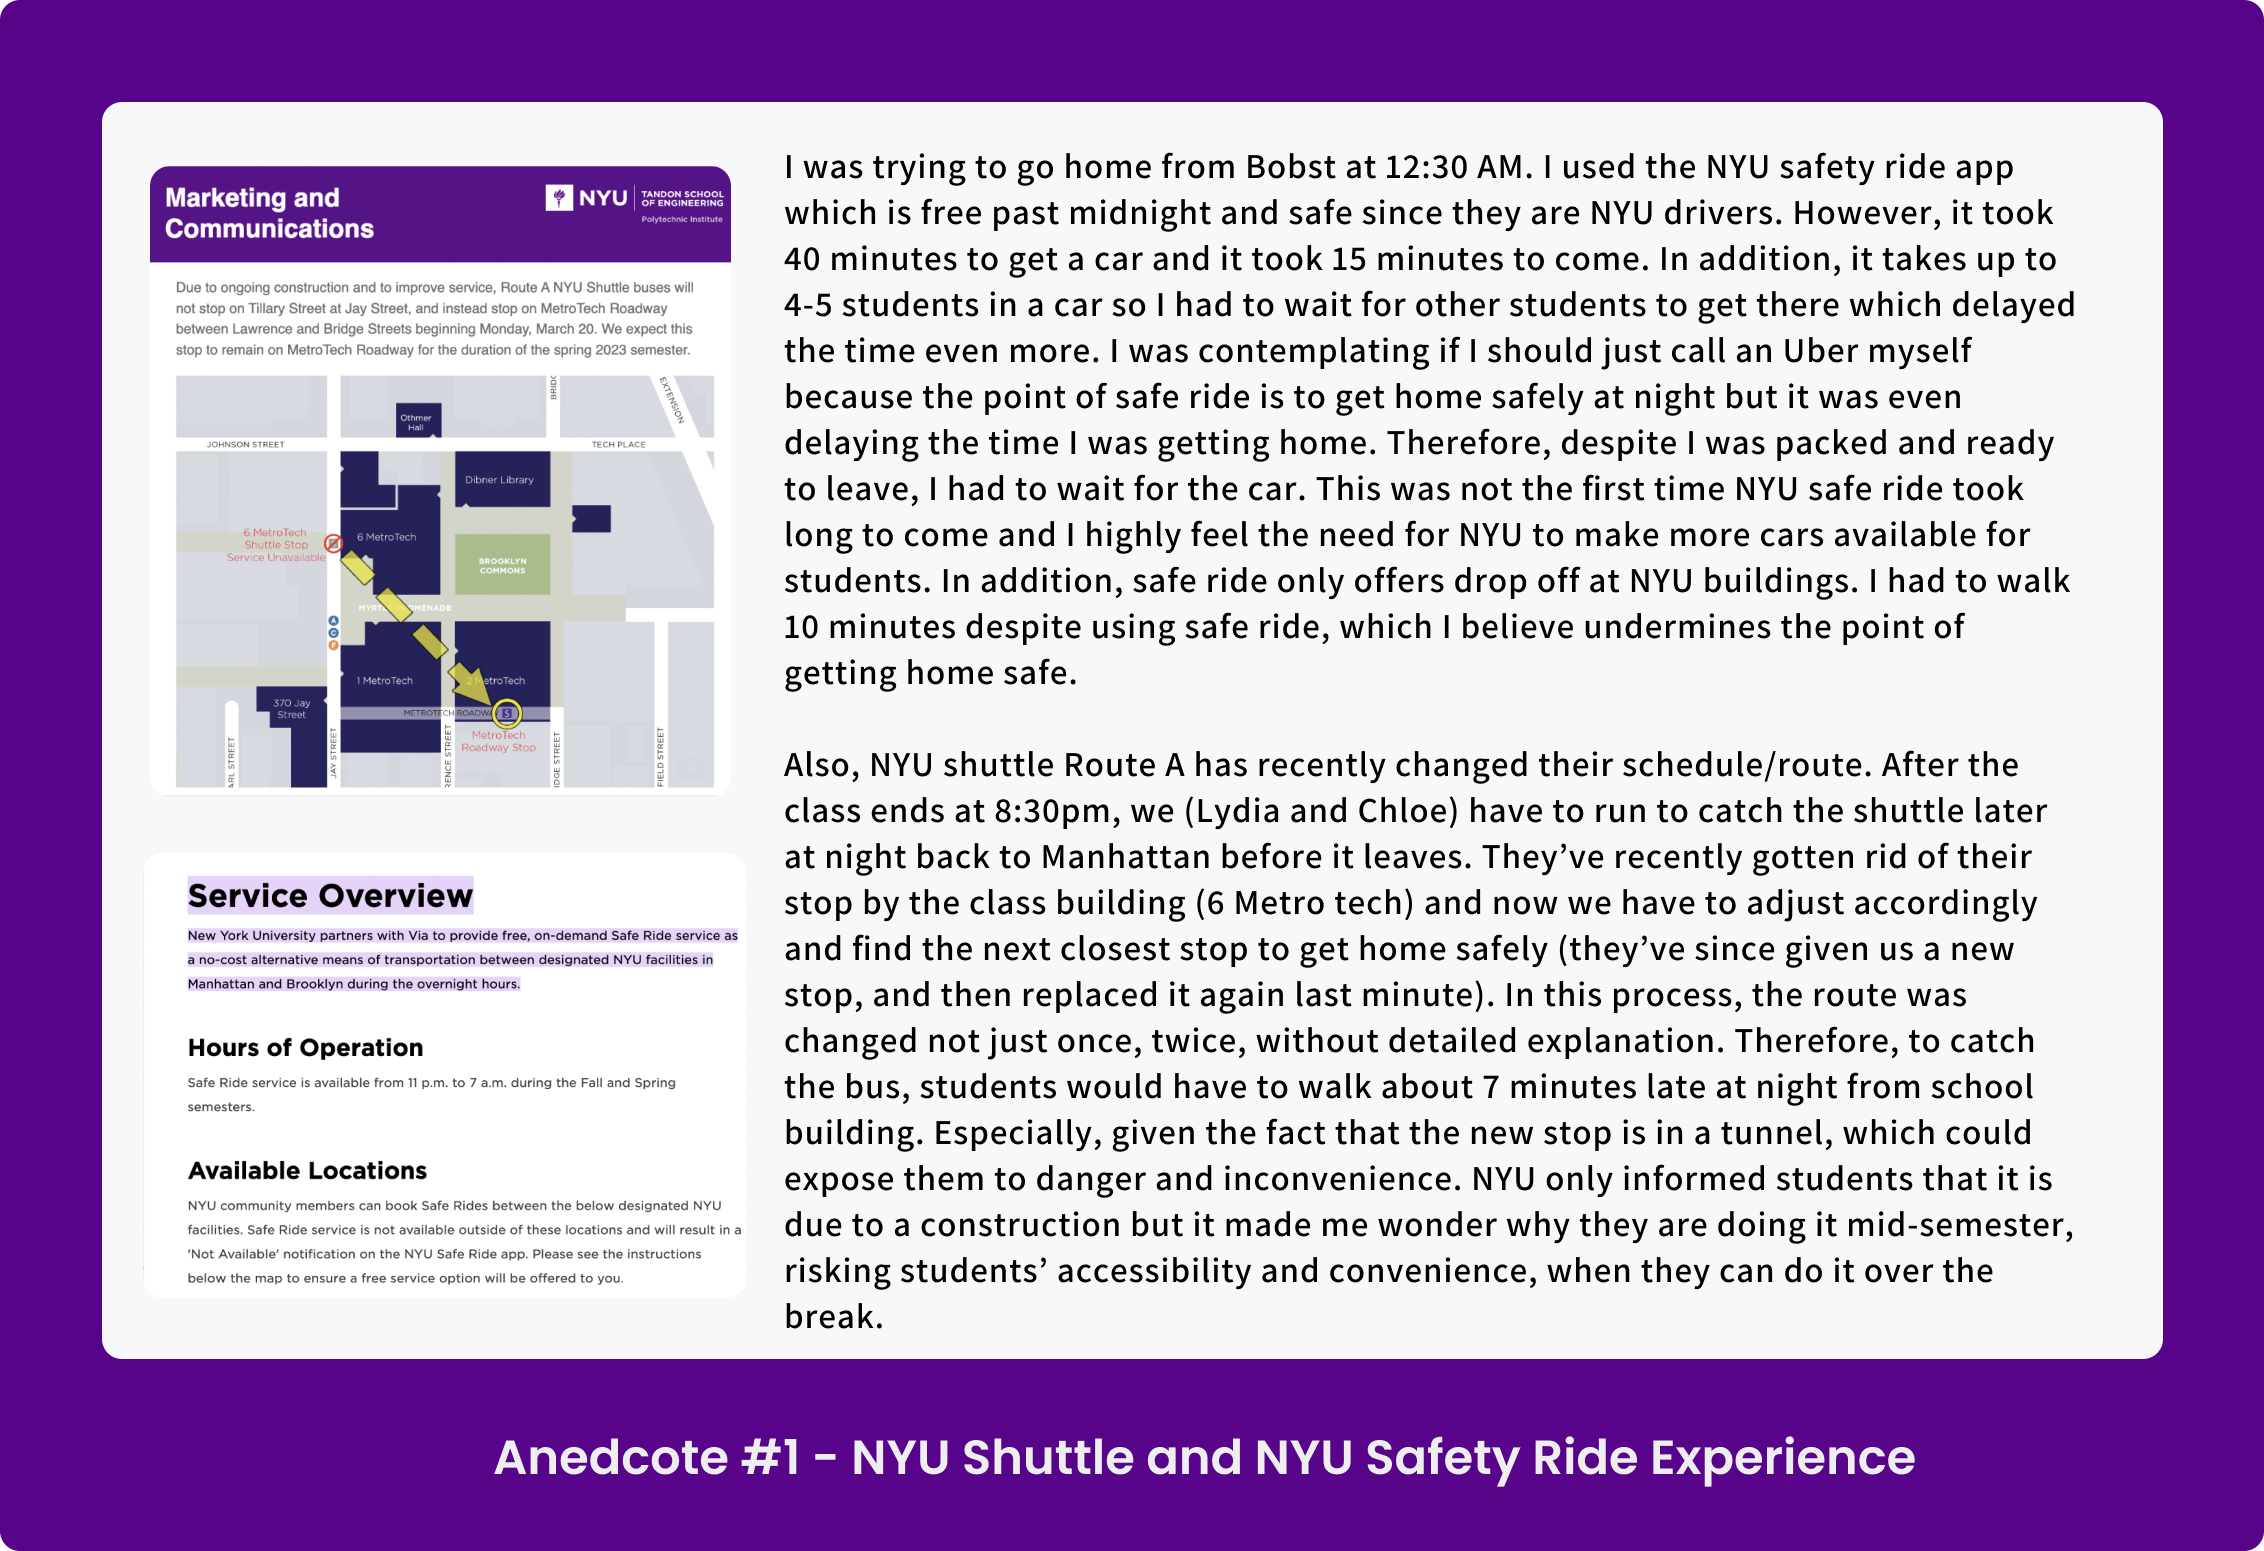 Marketing and
Communications
NYU
TANDON SCHOOL
OF ENGINEERING
Polytechnic Institute
Due to ongoing construction and to improve service, Route A NYU Shuttle buses will
not stop on Tillary Street at Jay Street, and instead stop on MetroTech Roadway
between Lawrence and Bridge Streets beginning Monday, March 20. We expect this
stop to remain on MetroTech Roadway for the duration of the spring 2023 semester.
BRIDG
EXTENSION
Othmer
Hall
JOHNSON STREET
TECH PLACE
Dibner Library
6 MetroTech
Shuttle Stop
Service Unavailable
6 MetroTech
BROOKLYN
COMMONS
MYRTLE PROMENADE
A
C
F
1 MetroTech
2 MetroTech
370 Jay
Street
METROTECH ROADWAY
S
MetroTech
Roadway Stop
ARL STREET
JAY STREET
RENCE STREET
IDGE STREET
FIELD STREET
Service Overview
New York University partners with Via to provide free, on-demand Safe Ride service as
a no-cost alternative means of transportation between designated NYU facilities in
Manhattan and Brooklyn during the overnight hours.
Hours of Operation
Safe Ride service is available from 11 p.m. to 7 a.m. during the Fall and Spring
semesters.
Available Locations
NYU community members can book Safe Rides between the below designated NYU
facilities. Safe Ride service is not available outside of these locations and will result in a
'Not Available' notification on the NYU Safe Ride app. Please see the instructions
below the map to ensure a free service option will be offered to you.
I was trying to go home from Bobst at 12:30 AM. I used the NYU safety ride app
which is free past midnight and safe since they are NYU drivers. However, it took
40 minutes to get a car and it took 15 minutes to come. In addition, it takes up to
4-5 students in a car so I had to wait for other students to get there which delayed
the time even more. I was contemplating if I should just call an Uber myself
because the point of safe ride is to get home safely at night but it was even
delaying the time I was getting home. Therefore, despite I was packed and ready
to leave, I had to wait for the car. This was not the first time NYU safe ride took
long to come and I highly feel the need for NYU to make more cars available for
students. In addition, safe ride only offers drop off at NYU buildings. I had to walk
10 minutes despite using safe ride, which I believe undermines the point of
getting home safe.
Also, NYU shuttle Route A has recently changed their schedule/route. After the
class ends at 8:30pm, we (Lydia and Chloe) have to run to catch the shuttle later
at night back to Manhattan before it leaves. They’ve recently gotten rid of their
stop by the class building (6 Metro tech) and now we have to adjust accordingly
and find the next closest stop to get home safely (they’ve since given us a new
stop, and then replaced it again last minute). In this process, the route was
changed not just once, twice, without detailed explanation. Therefore, to catch
the bus, students would have to walk about 7 minutes late at night from school
building. Especially, given the fact that the new stop is in a tunnel, which could
expose them to danger and inconvenience. NYU only informed students that it is
due to a construction but it made me wonder why they are doing it mid-semester,
risking students’ accessibility and convenience, when they can do it over the
break.
Anedcote #1 - NYU Shuttle and NYU Safety Ride Experience